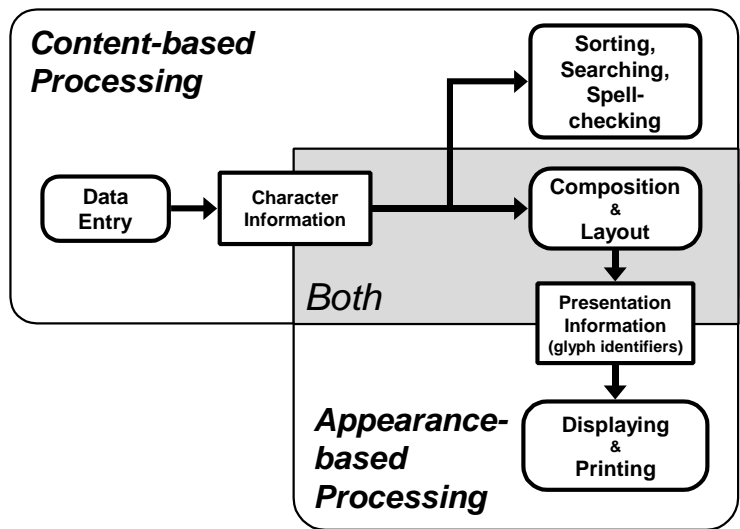 Content-based
Processing
Sorting,
Searching,
Spell-
checking
Data
Entry
Character
Information
Composition
&
Layout
Both
Presentation
Information
(glyph identifiers)
Appearance-
based
Processing
Displaying
&
Printing